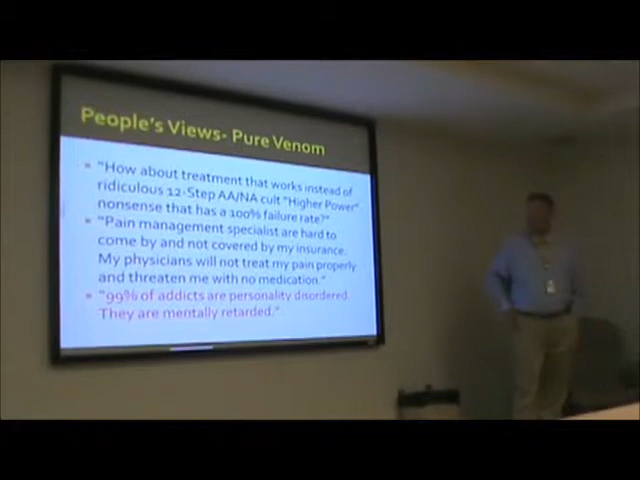 People's Views- Pure Venom
"How about treatment that works instead of
ridiculous 12-Step AA/NA cult "Higher Power"
nonsense that has a 100% failure rate?"
"Pain management specialist are hard to
come by and not covered by my insurance.
My physicians will not treat my pain properly
and threaten me with no medication."
"99% of addicts are personality disordered.
They are mentally retarded."